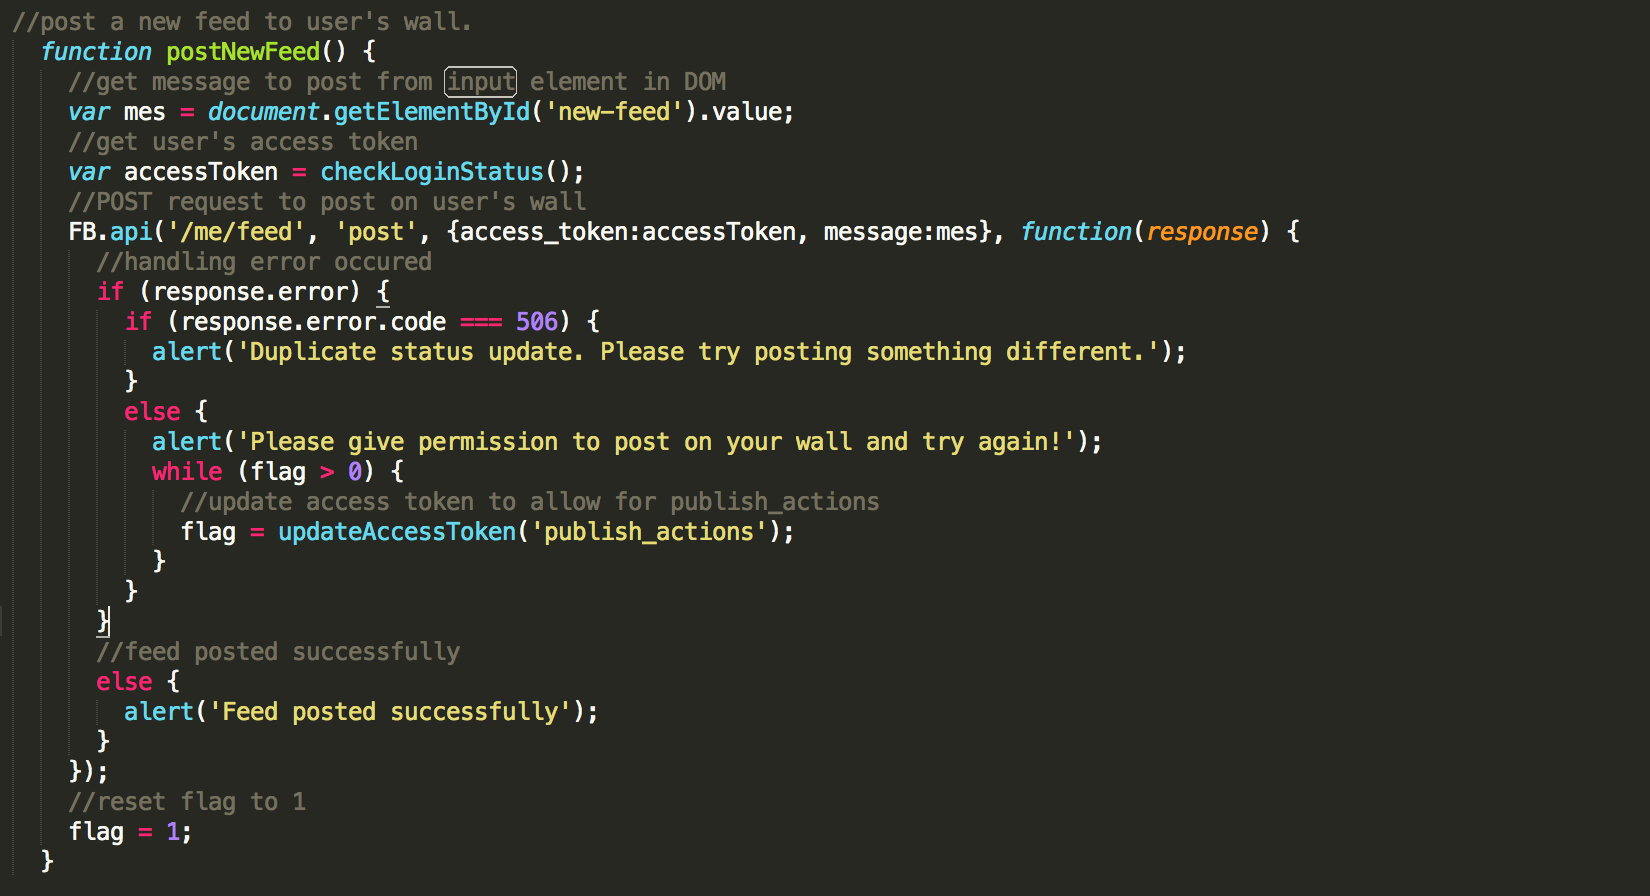 //post a new feed to user's wall.
function postNewFeed() {
//get message to post from input element in DOM
var mes = document.getElementById('new-feed').value;
//get user's access token
var accessToken = checkLoginStatus();
//POST request to post on user's wall
FB.api('/me/feed', 'post', {access_token:accessToken, message:mes}, function(response) {
//handling error occured
if (response.error) {
if (response.error.code === 506) {
alert('Duplicate status update. Please try posting something different.');
}
else {
alert('Please give permission to post on your wall and try again!');
while (flag > 0) {
//update access token to allow for publish_actions
flag = updateAccessToken('publish_actions');
}
}
}
//feed posted successfully
else {
alert('Feed posted successfully');
}
});
//reset flag to 1
flag = 1;
}